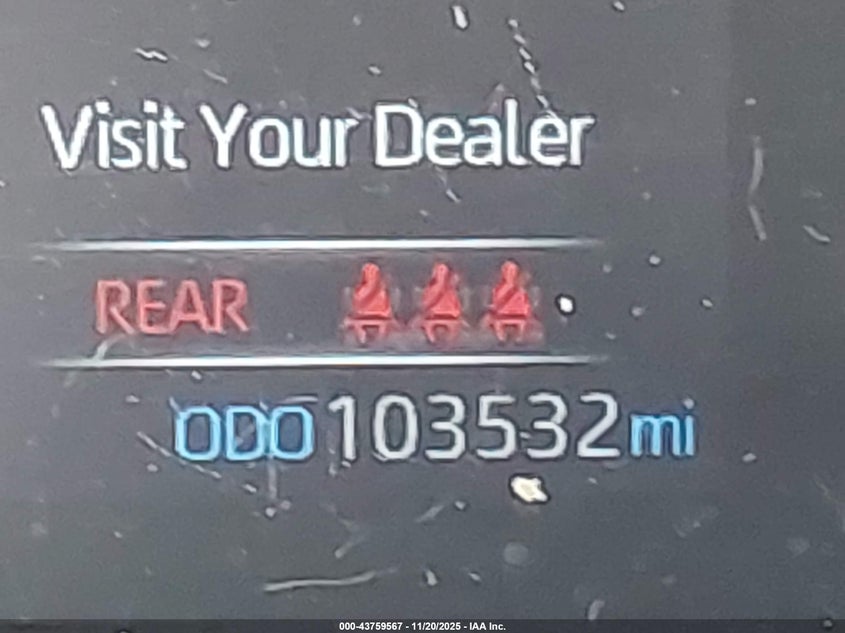 Visit Your Dealer
REAR
ODO 103532 mi
000-43759567 - 11/20/2025 - IAA Inc.